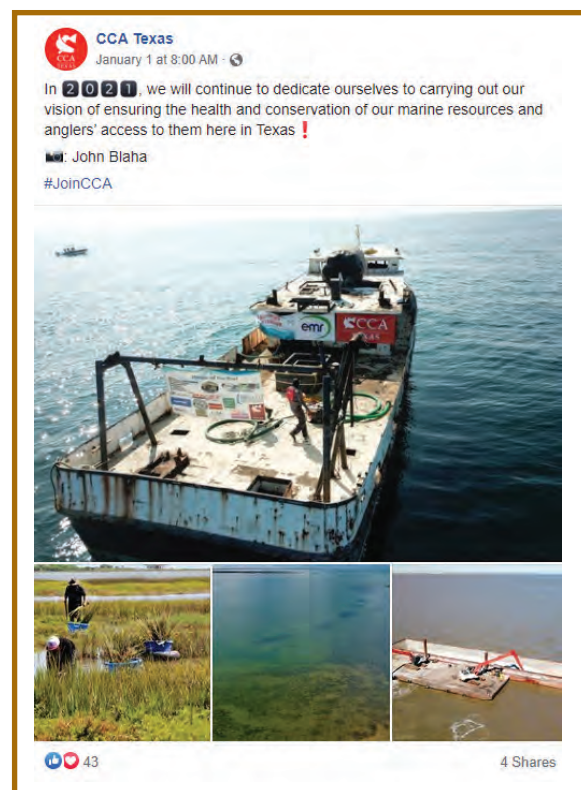 CCA Texas
January 1 at 8:00 AM ·
In 2021, we will continue to dedicate ourselves to carrying out our
vision of ensuring the health and conservation of our marine resources and
anglers' access to them here in Texas❗
📷: John Blaha
#JoinCCA
emr
CCA
TEXAS
43
4 Shares